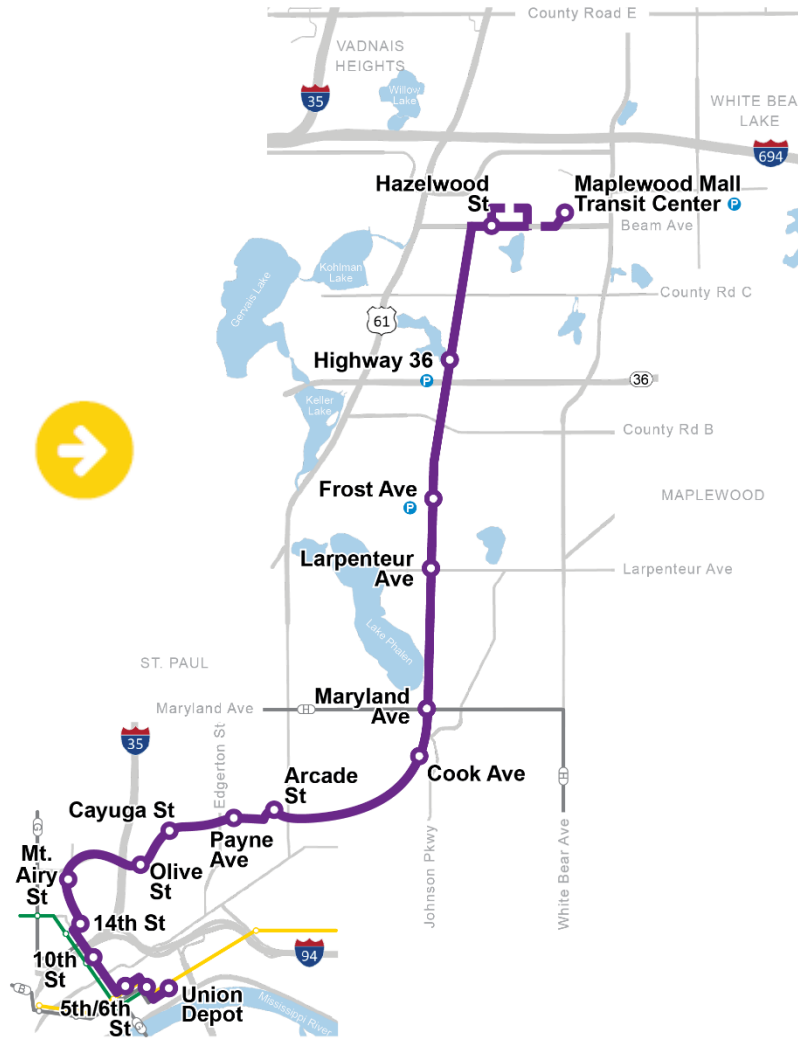 County Road E
VADNAIS
HEIGHTS
Willow
Lake
35
WHITE BEA
LAKE
694
Hazelwood
St
Maplewood Mall
Transit Center P
Beam Ave
Kohlman
Lake
Gervais Lake
County Rd C
61
Highway 36
P
36
Keller
Lake
County Rd B
Frost Ave
P
MAPLEWOOD
Larpenteur
Ave
Larpenteur Ave
Lake Phalen
ST. PAUL
Maryland Ave
H
Maryland
Ave
35
Edgerton St
Arcade
St
Cook Ave
H
Cayuga St
Payne
Ave
G
Mt.
Airy
St
Olive
St
Johnson Pkwy
White Bear Ave
14th St
94
10th
St
B
5th/6th
St
G
Union
Depot
Mississippi River